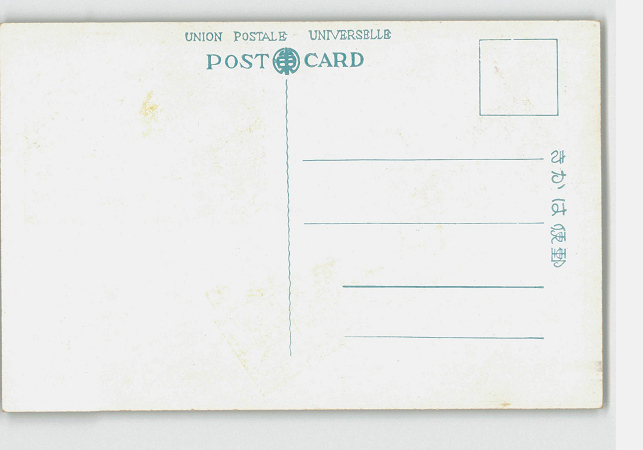 UNION POSTALE UNIVERSELLE
POST CARD
郵便はかき